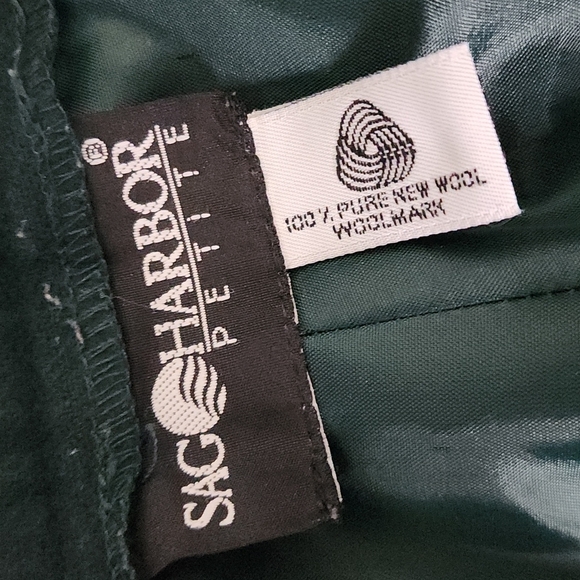 SAG HARBOR®
PETITE
100% PURE NEW WOOL
WOOLMARK